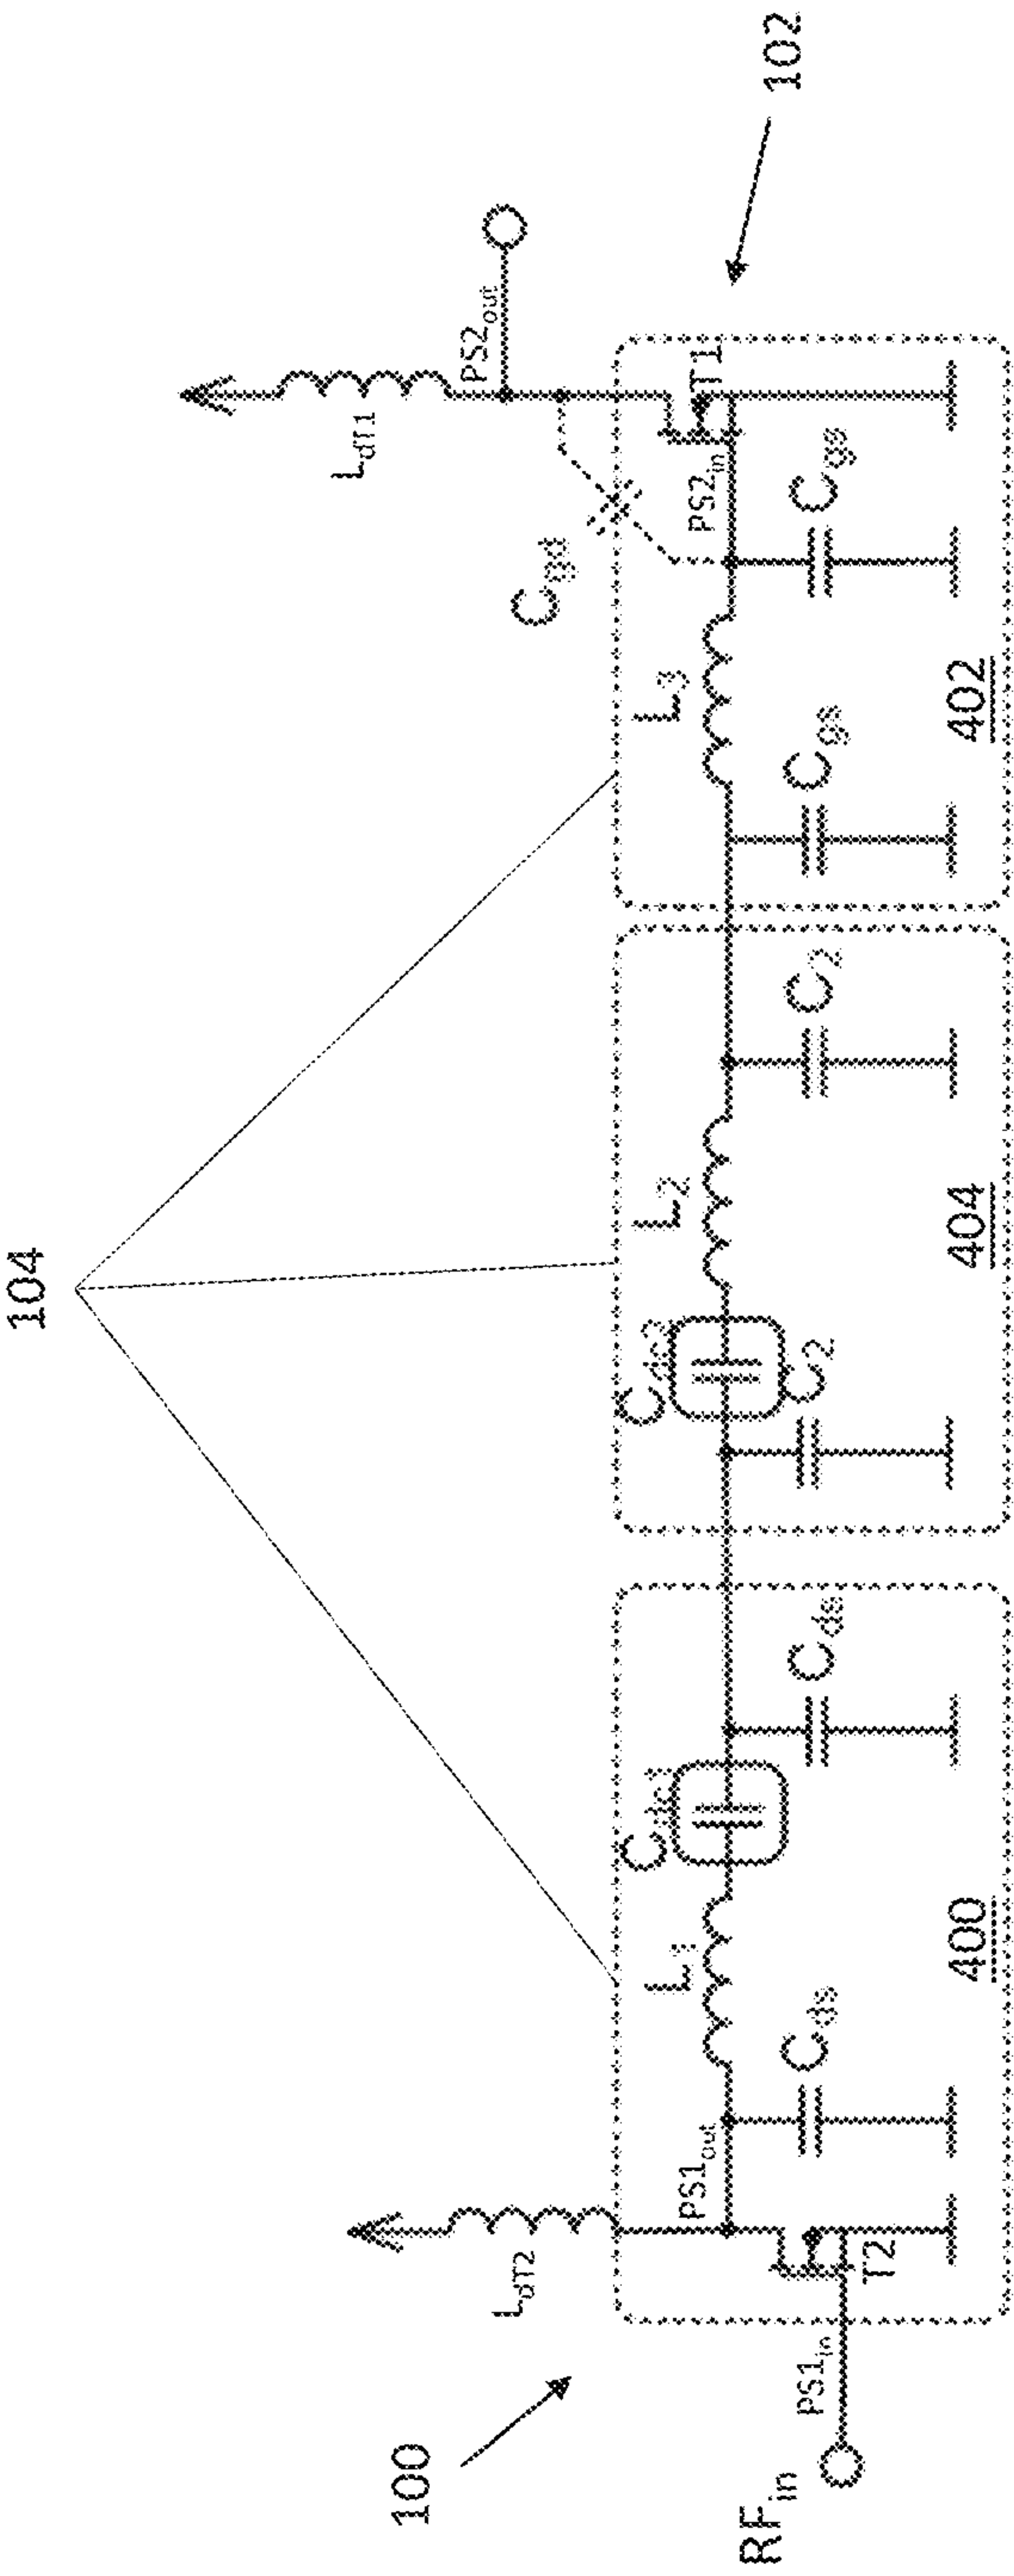 104
100
102
RFin
PS1in
LdT2
T2
PS1out
Cds
L1
Cdc1
Cds
400
C2
Cdc2
L2
C2
404
Cgs
L3
Cgs
402
Cgd
PS2in
T1
LdT1
PS2out